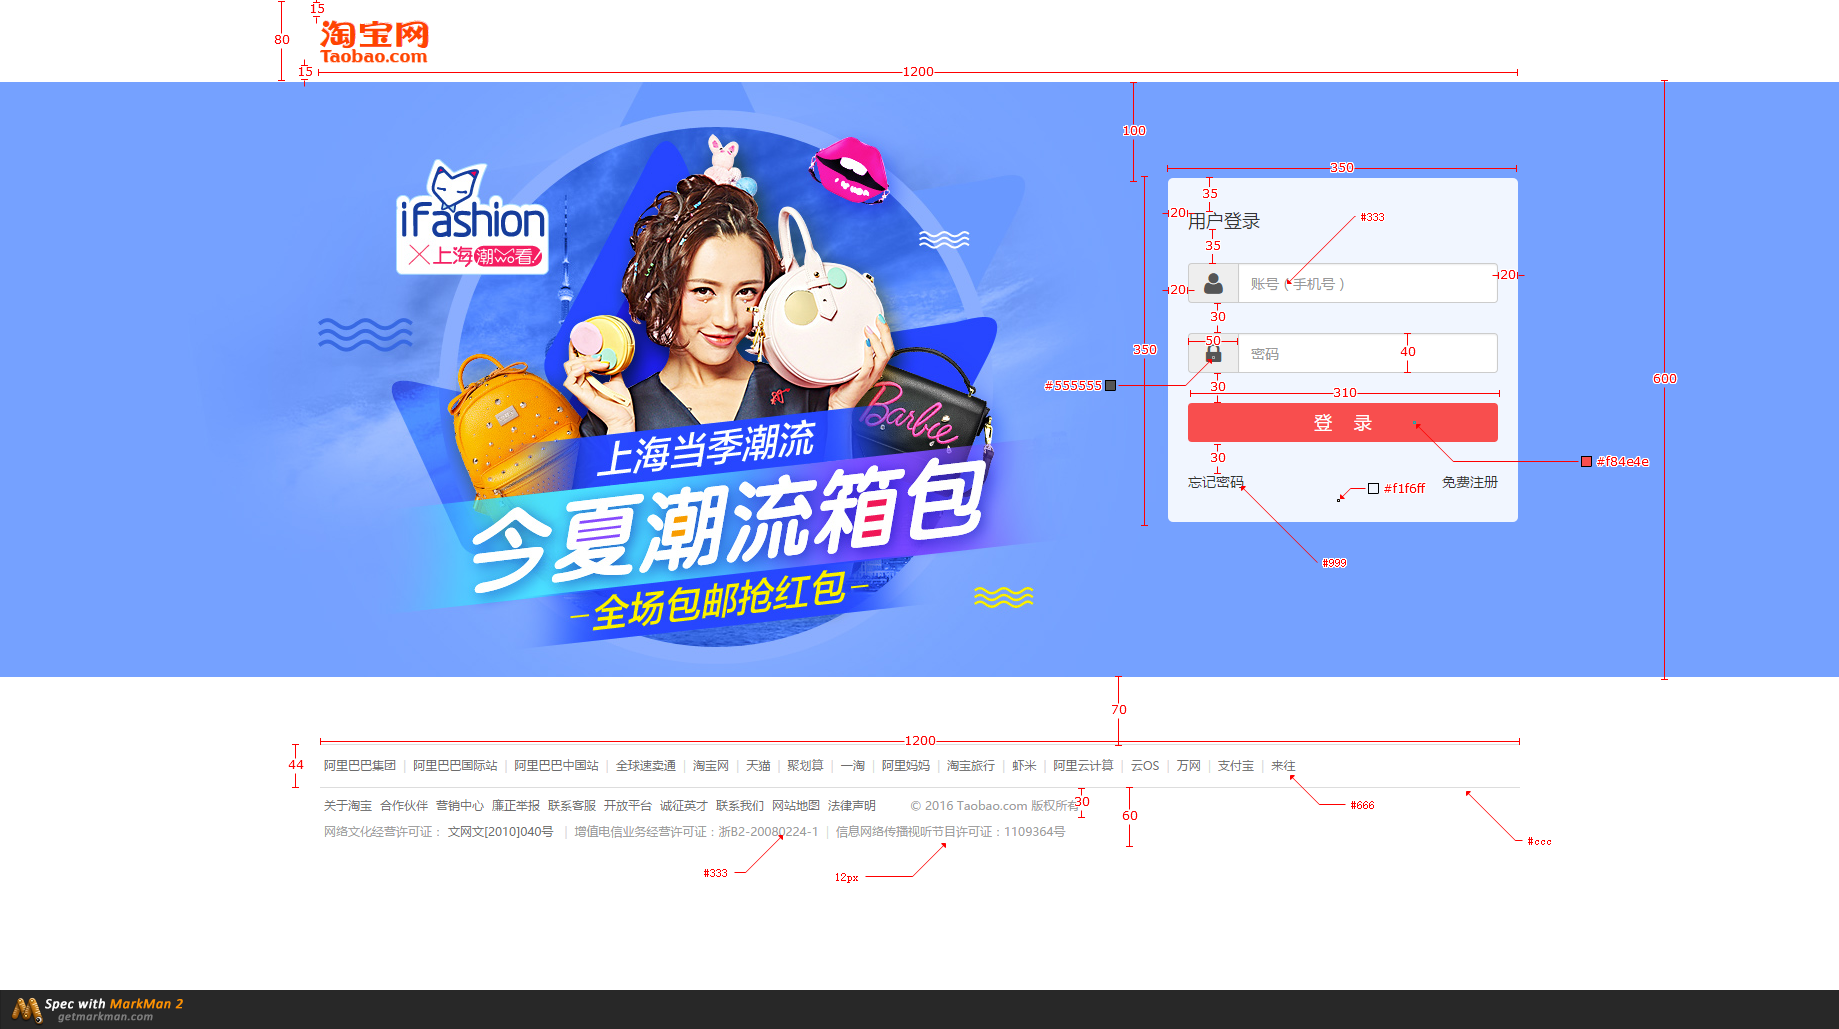 15
80
淘宝网
Taobao.com
15
1200
100
350
35
20
用户登录
#333
35
iFashion
上海潮wo看!
20
20
账号 ( 手机号 )
30
350
50
密码
40
600
#555555
30
310
Barbie
登 录
上海当季潮流
30
#f84e4e
忘记密码
#f1f6ff
免费注册
今夏潮流箱包
#999
全场包邮抢红包
70
1200
44
阿里巴巴集团 | 阿里巴巴国际站 | 阿里巴巴中国站 | 全球速卖通 | 淘宝网 | 天猫 | 聚划算 | 一淘 | 阿里妈妈 | 淘宝旅行 | 虾米 | 阿里云计算 | 云OS | 万网 | 支付宝 | 来往
关于淘宝 合作伙伴 营销中心 廉正举报 联系客服 开放平台 诚征英才 联系我们 网站地图 法律声明 © 2016 Taobao.com 版权所有
30
#666
60
网络文化经营许可证： 文网文[2010]040号 | 增值电信业务经营许可证：浙B2-20080224-1 | 信息网络传播视听节目许可证：1109364号
#ccc
#333
12px
Spec with MarkMan 2
getmarkman.com